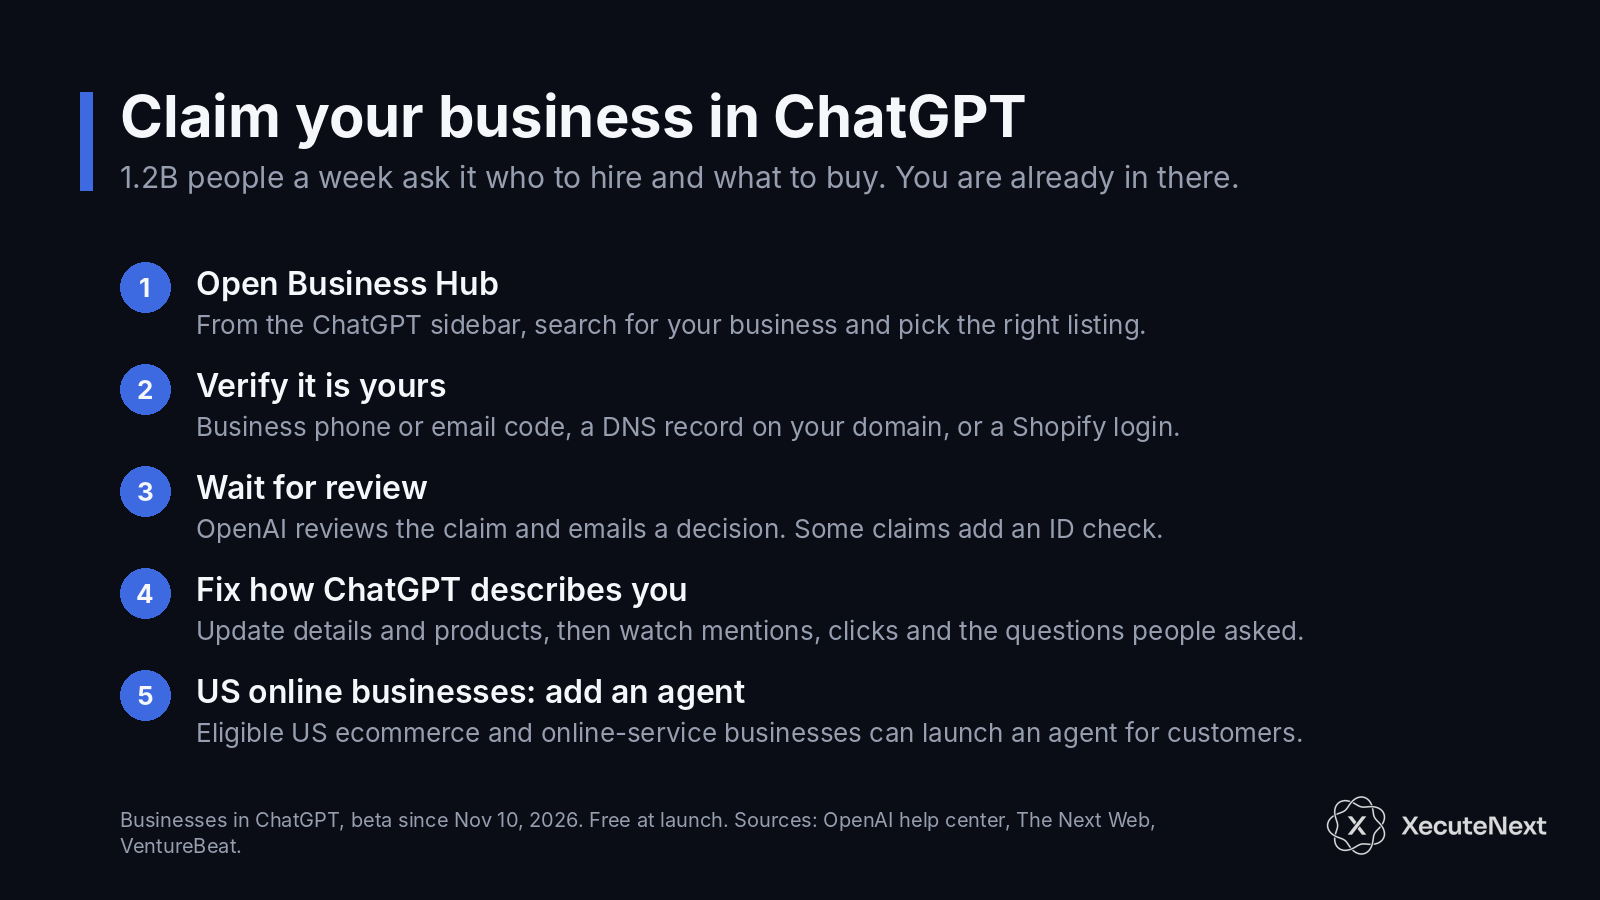 Claim your business in ChatGPT
1.2B people a week ask it who to hire and what to buy. You are already in there.
1
Open Business Hub
From the ChatGPT sidebar, search for your business and pick the right listing.
2
Verify it is yours
Business phone or email code, a DNS record on your domain, or a Shopify login.
3
Wait for review
OpenAI reviews the claim and emails a decision. Some claims add an ID check.
4
Fix how ChatGPT describes you
Update details and products, then watch mentions, clicks and the questions people asked.
5
US online businesses: add an agent
Eligible US ecommerce and online-service businesses can launch an agent for customers.
Businesses in ChatGPT, beta since Nov 10, 2026. Free at launch. Sources: OpenAI help center, The Next Web,
VentureBeat.
X XecuteNext